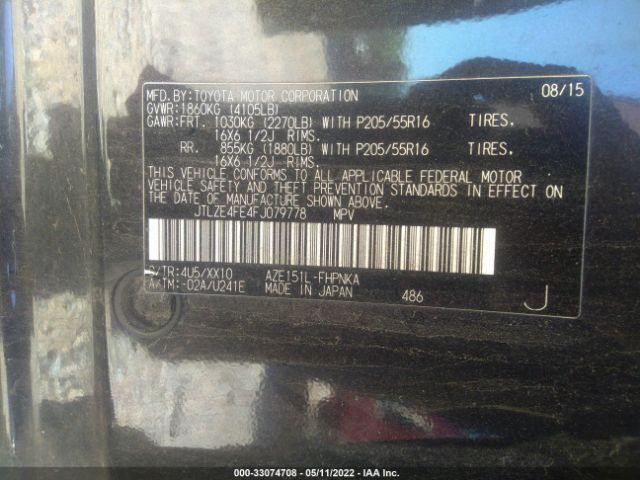 MFD. BY: TOYOTA MOTOR CORPORATION 08/15
GVWR: 1860KG (4105LB)
GAWR: FRT. 1030KG (2270LB) WITH P205/55R16 TIRES.
16X6 1/2J RIMS.
RR. 855KG (1880LB) WITH P205/55R16 TIRES.
16X6 1/2J RIMS.
THIS VEHICLE CONFORMS TO ALL APPLICABLE FEDERAL MOTOR
VEHICLE SAFETY AND THEFT PREVENTION STANDARDS IN EFFECT ON
THE DATE OF MANUFACTURE SHOWN ABOVE.
JTLZE4FE4FJ079778 MPV
C/TR: 4U5/XX10 AZE151L-FHPNKA
A/TM: -02A/U241E MADE IN JAPAN 486 J
000-33074708 - 05/11/2022 - IAA Inc.